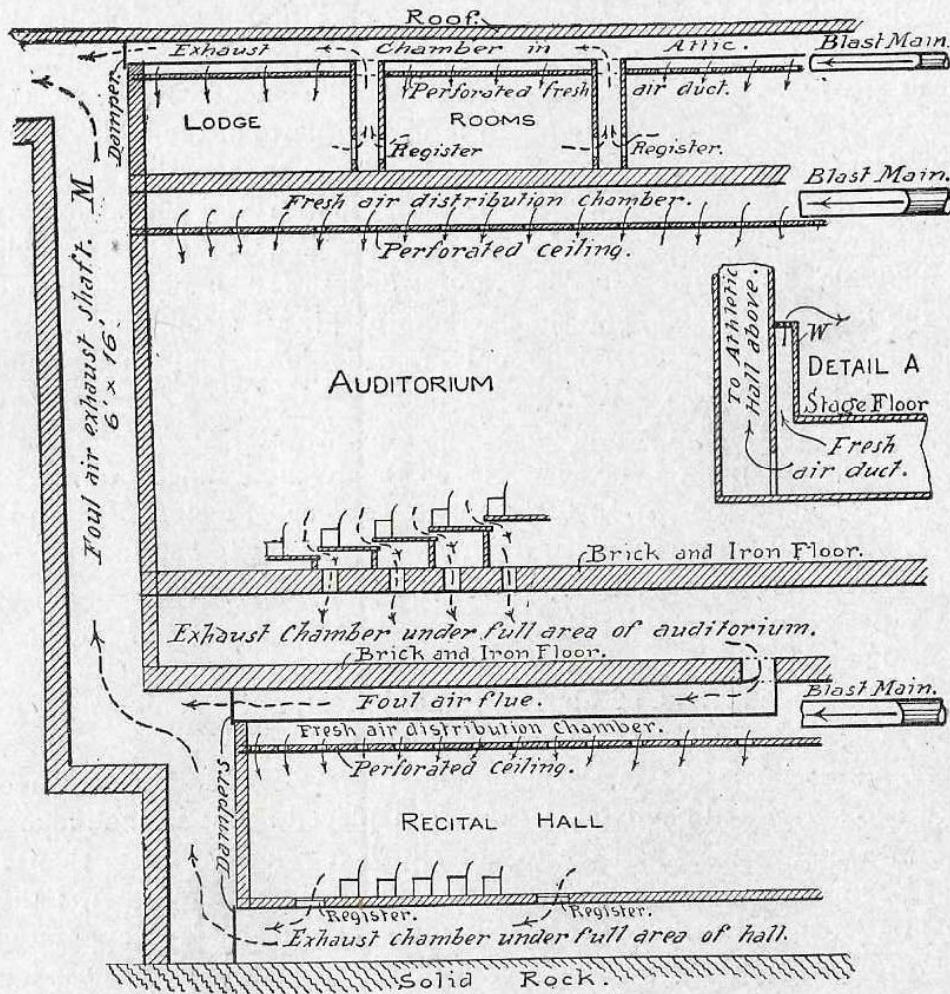 Roof.
Exhaust Chamber in Attic.
Blast Main.
Damper.
Perforated fresh air duct.
LODGE ROOMS
Register
Register.
Blast Main.
Fresh air distribution chamber.
Perforated Ceiling.
Foul air exhaust shaft. M
6' × 16'
To Athletic
Hall above.
W
DETAIL A
Stage Floor
Fresh
air duct.
AUDITORIUM
Brick and Iron Floor.
Exhaust Chamber under full area of auditorium.
Brick and Iron Floor.
Foul air flue.
Blast Main.
Fresh air distribution chamber.
Perforated Ceiling.
Dampers
RECITAL HALL
Register.
Register.
Exhaust chamber under full area of hall.
Solid Rock.